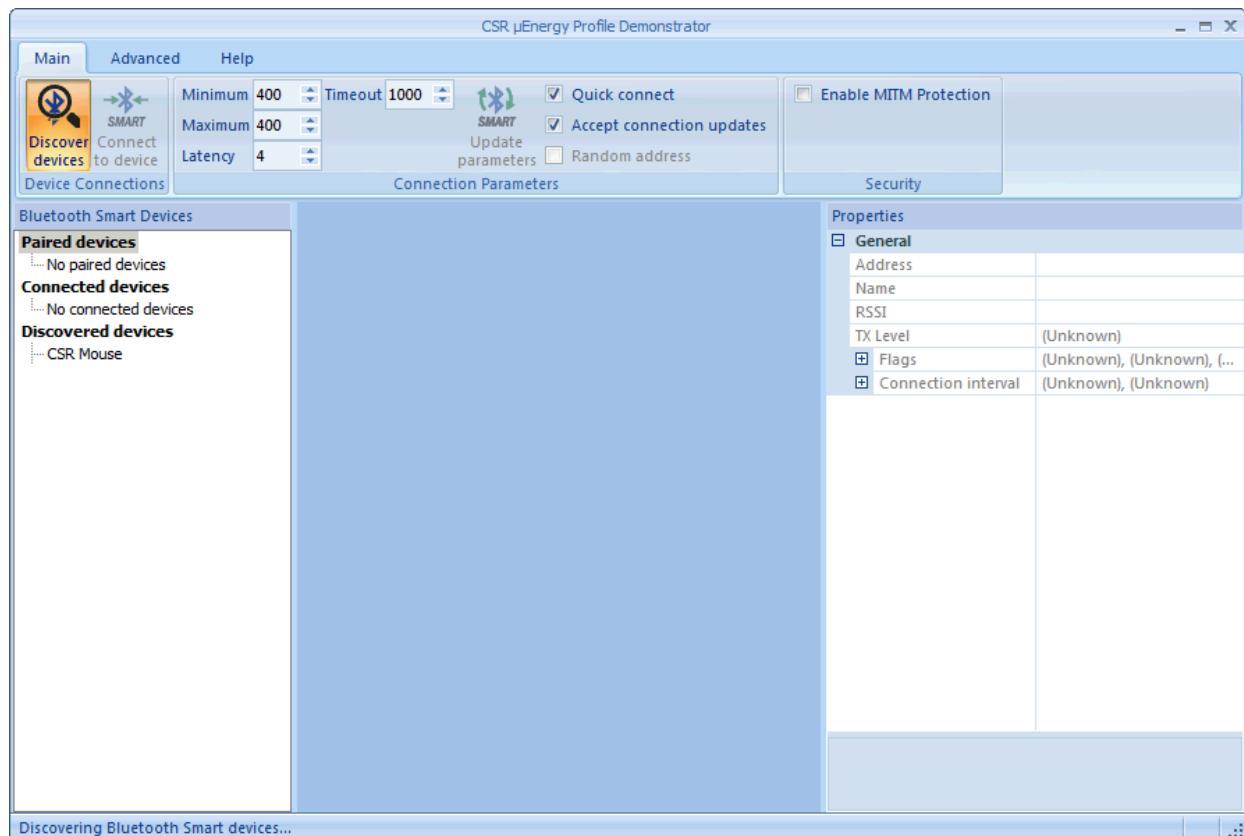 CSR µEnergy Profile Demonstrator
Main Advanced Help
Discover devices
SMART
Connect to device
Device Connections
Minimum 400
Maximum 400
Latency 4
Timeout 1000
SMART
Update parameters
Quick connect
Accept connection updates
Random address
Connection Parameters
Enable MITM Protection
Security
Bluetooth Smart Devices
Paired devices
No paired devices
Connected devices
No connected devices
Discovered devices
CSR Mouse
Properties
General
Address
Name
RSSI
TX Level (Unknown)
Flags (Unknown), (Unknown), (...
Connection interval (Unknown), (Unknown)
Discovering Bluetooth Smart devices...